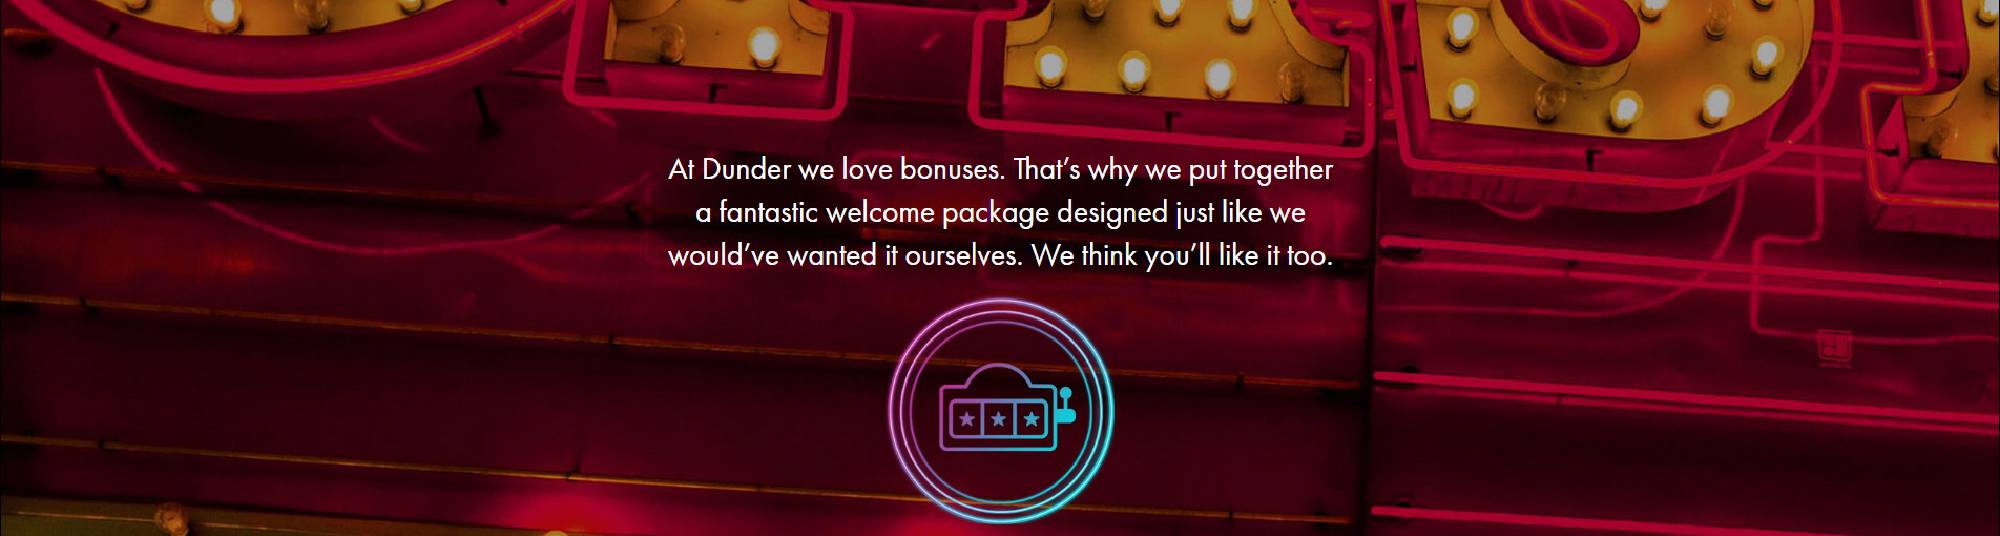 At Dunder we love bonuses. That's why we put together
a fantastic welcome package designed just like we
would've wanted it ourselves. We think you'll like it too.